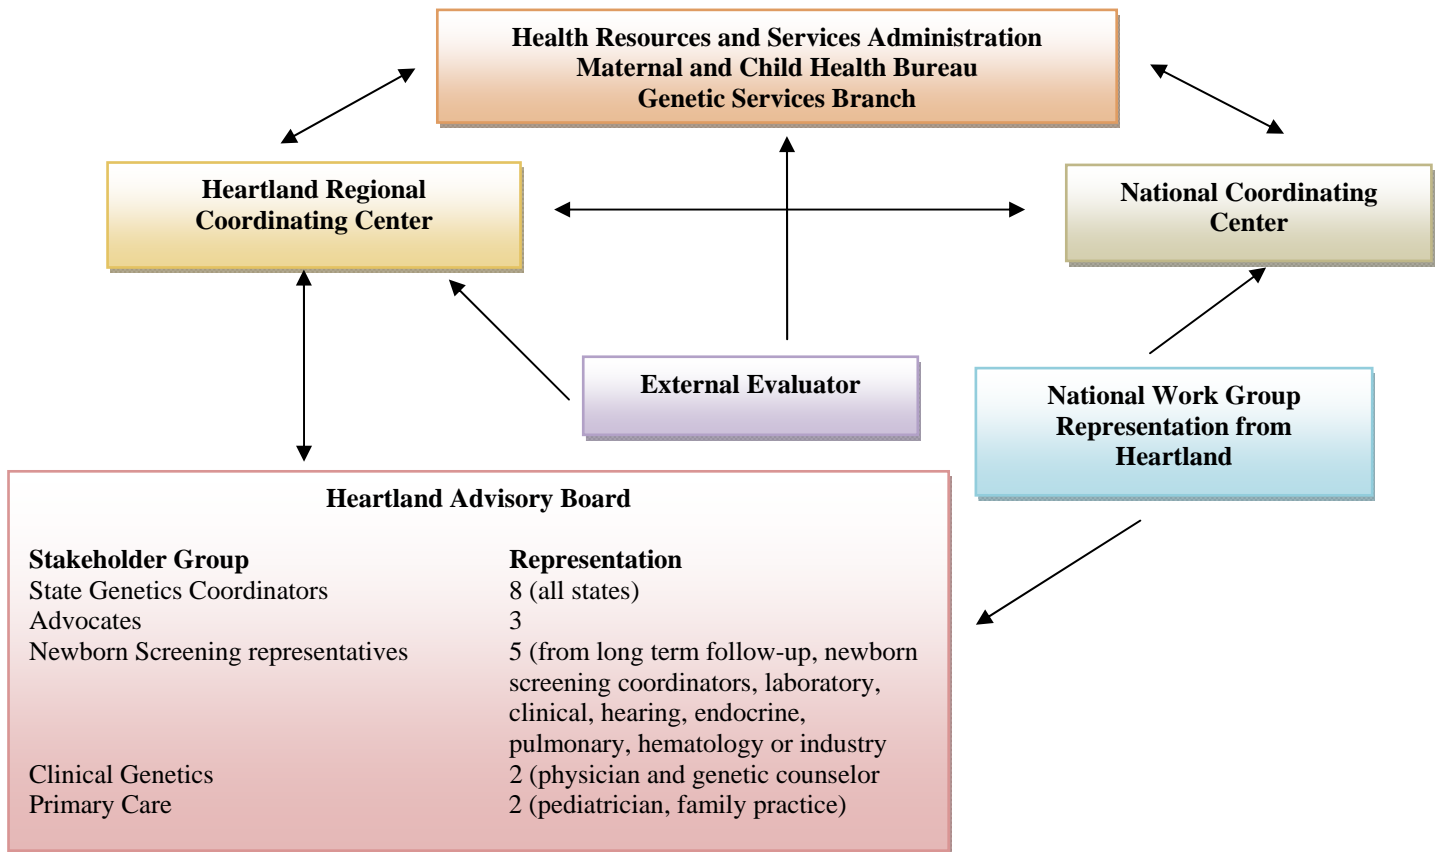 Health Resources and Services Administration
Maternal and Child Health Bureau
Genetic Services Branch
Heartland Regional
Coordinating Center
National Coordinating
Center
External Evaluator
National Work Group
Representation from
Heartland
Heartland Advisory Board
Stakeholder Group Representation
State Genetics Coordinators 8 (all states)
Advocates 3
Newborn Screening representatives 5 (from long term follow-up, newborn
screening coordinators, laboratory,
clinical, hearing, endocrine,
pulmonary, hematology or industry
Clinical Genetics 2 (physician and genetic counselor
Primary Care 2 (pediatrician, family practice)